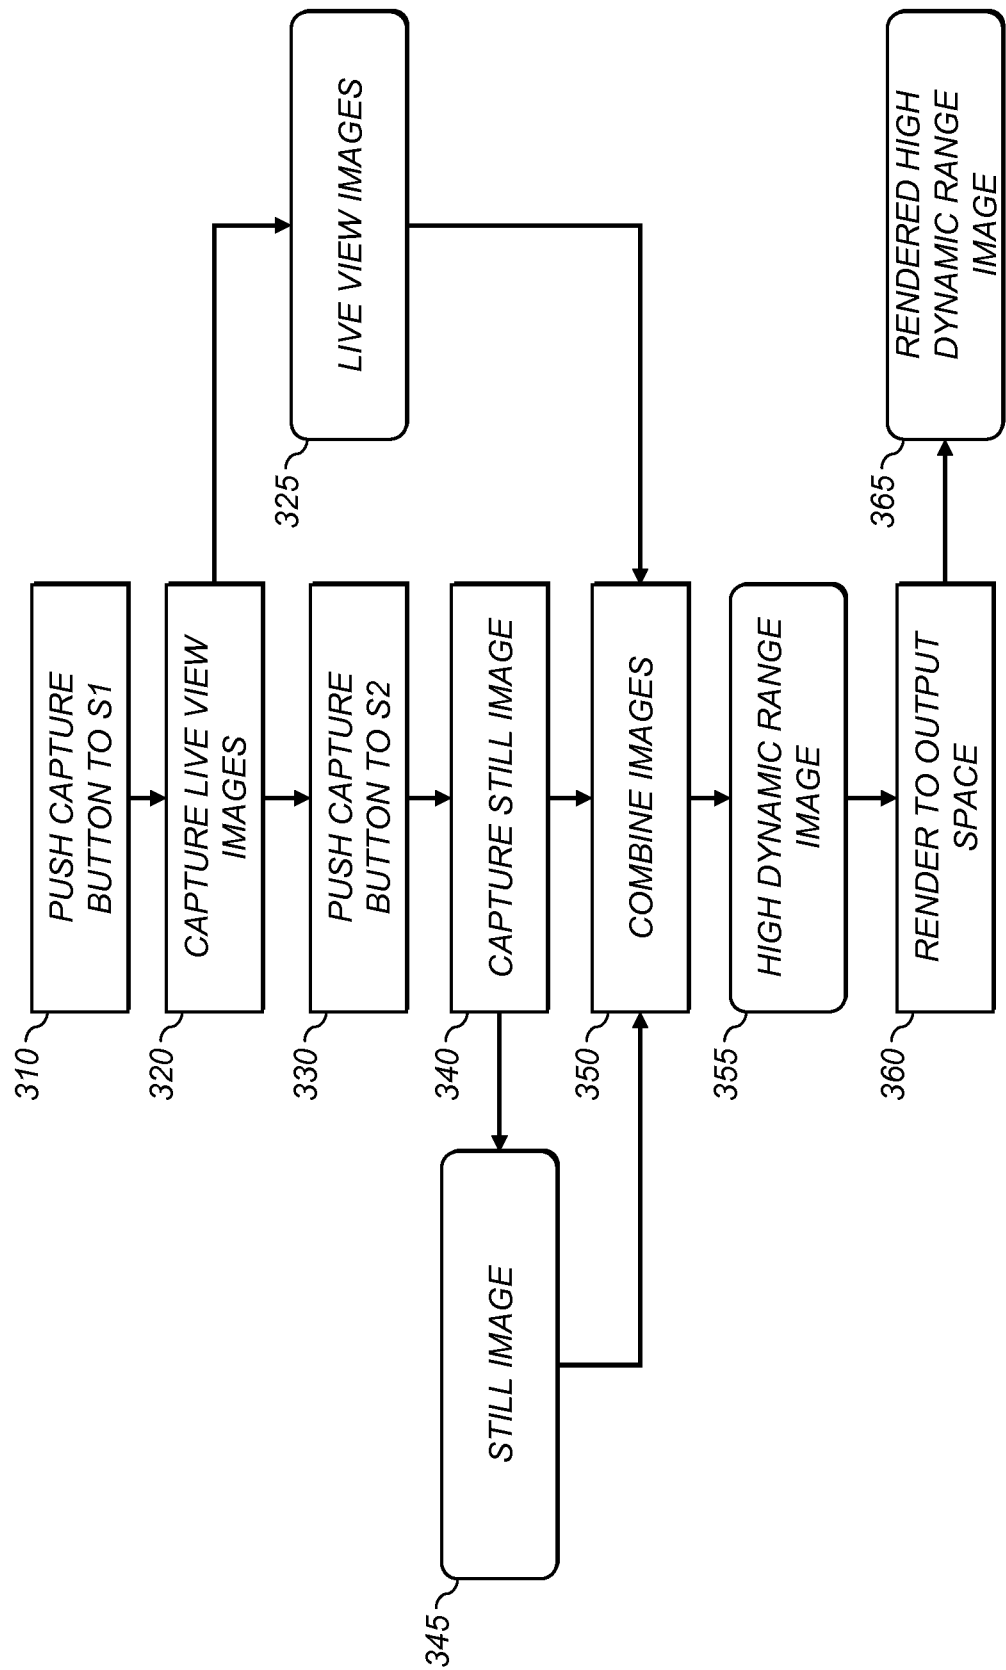 310
PUSH CAPTURE
BUTTON TO S1
320
CAPTURE LIVE VIEW
IMAGES
325
LIVE VIEW IMAGES
330
PUSH CAPTURE
BUTTON TO S2
340
CAPTURE STILL IMAGE
345
STILL IMAGE
350
COMBINE IMAGES
355
HIGH DYNAMIC RANGE
IMAGE
360
RENDER TO OUTPUT
SPACE
365
RENDERED HIGH
DYNAMIC RANGE
IMAGE